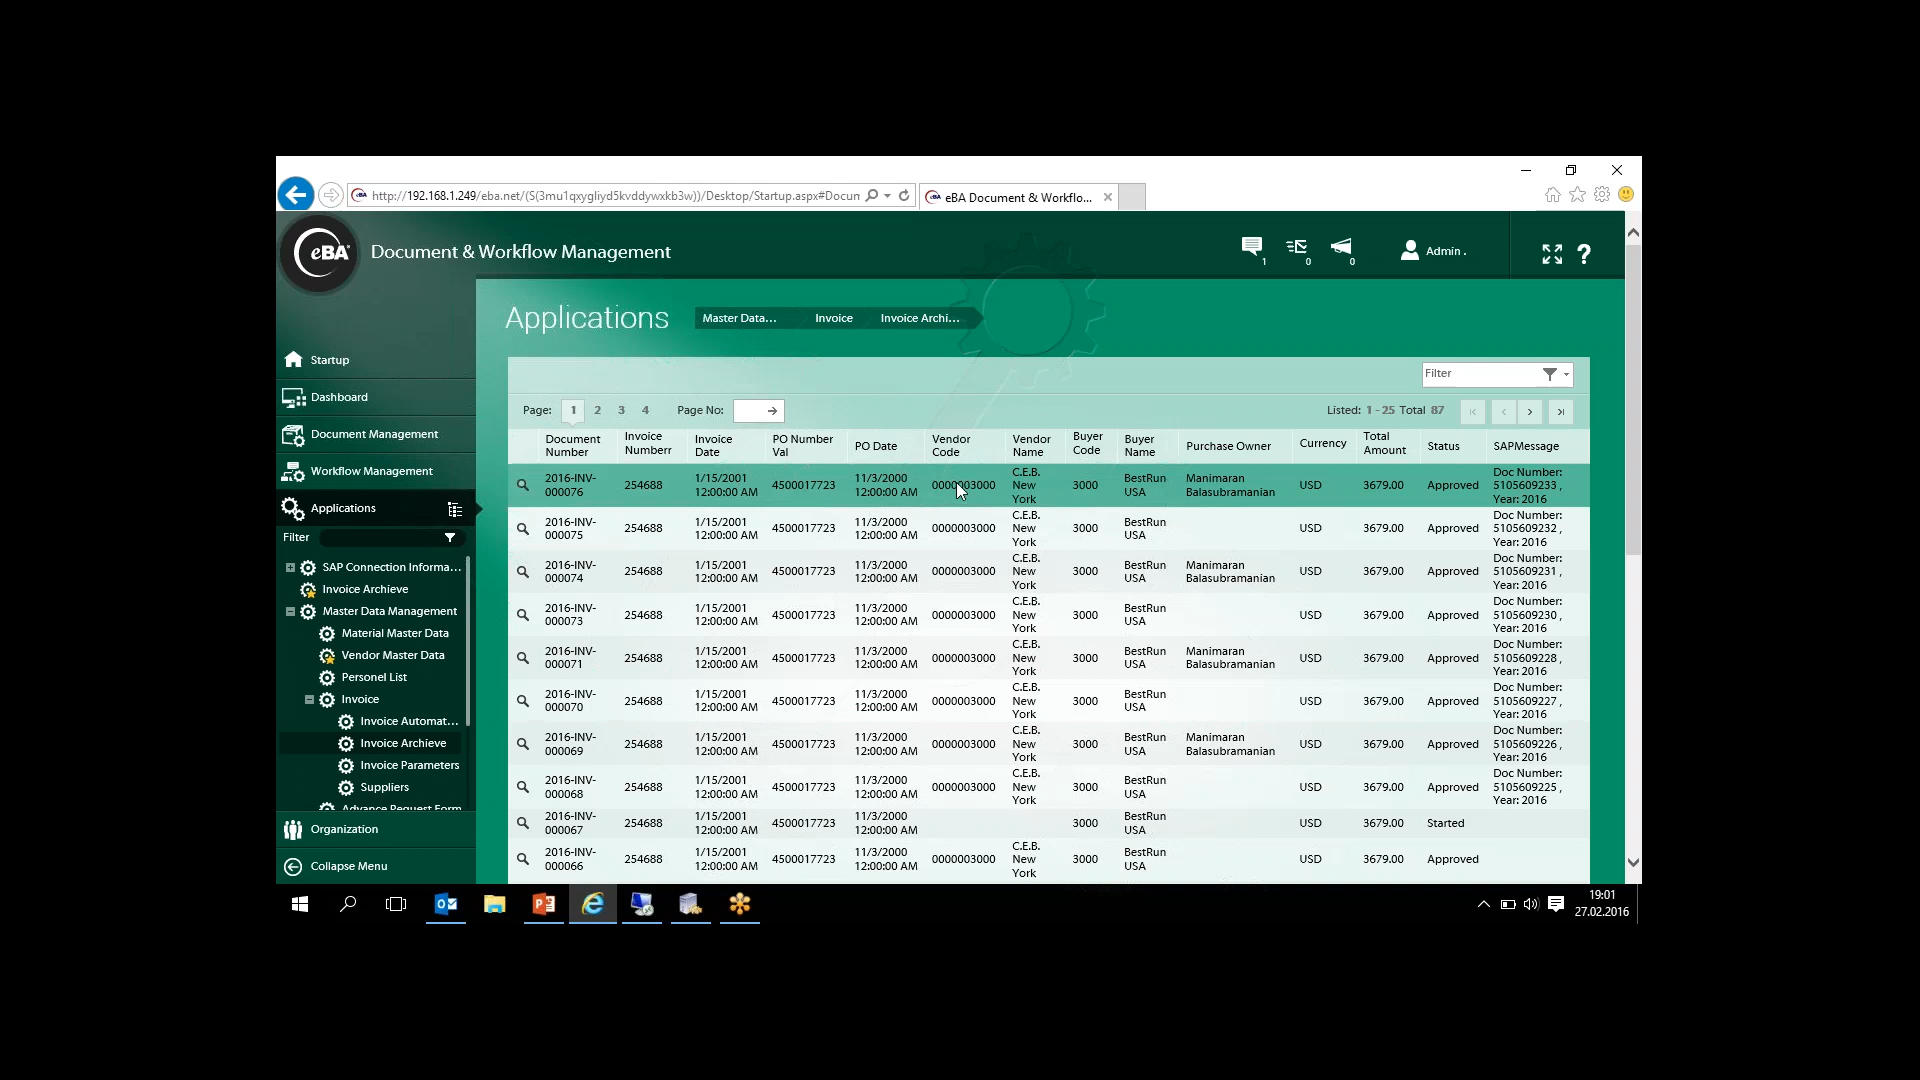 http://192.168.1.249/eba.net/(S(3mu1qxygliyd5kvddywxkb3w))/Desktop/Startup.aspx#Docun
eBA Document & Workflo...
eBA
Document & Workflow Management
1
0
0
Admin .
?
Applications
Master Data...
Invoice
Invoice Archi...
Startup
Dashboard
Document Management
Workflow Management
Applications
Filter
SAP Connection Informa...
Invoice Archieve
Master Data Management
Material Master Data
Vendor Master Data
Personel List
Invoice
Invoice Automat...
Invoice Archieve
Invoice Parameters
Suppliers
Advance Request Form
Organization
Collapse Menu
Filter
Page: 1 2 3 4 Page No: Listed: 1 - 25 Total 87
Document Number Invoice Numberr Invoice Date PO Number Val PO Date Vendor Code Vendor Name Buyer Code Buyer Name Purchase Owner Currency Total Amount Status SAPMessage
2016-INV-000076 254688 1/15/2001 12:00:00 AM 4500017723 11/3/2000 12:00:00 AM 0000003000 C.E.B. New York 3000 BestRun USA Manimaran Balasubramanian USD 3679.00 Approved Doc Number: 5105609233 , Year: 2016
2016-INV-000075 254688 1/15/2001 12:00:00 AM 4500017723 11/3/2000 12:00:00 AM 0000003000 C.E.B. New York 3000 BestRun USA USD 3679.00 Approved Doc Number: 5105609232 , Year: 2016
2016-INV-000074 254688 1/15/2001 12:00:00 AM 4500017723 11/3/2000 12:00:00 AM 0000003000 C.E.B. New York 3000 BestRun USA Manimaran Balasubramanian USD 3679.00 Approved Doc Number: 5105609231 , Year: 2016
2016-INV-000073 254688 1/15/2001 12:00:00 AM 4500017723 11/3/2000 12:00:00 AM 0000003000 C.E.B. New York 3000 BestRun USA USD 3679.00 Approved Doc Number: 5105609230 , Year: 2016
2016-INV-000071 254688 1/15/2001 12:00:00 AM 4500017723 11/3/2000 12:00:00 AM 0000003000 C.E.B. New York 3000 BestRun USA Manimaran Balasubramanian USD 3679.00 Approved Doc Number: 5105609228 , Year: 2016
2016-INV-000070 254688 1/15/2001 12:00:00 AM 4500017723 11/3/2000 12:00:00 AM 0000003000 C.E.B. New York 3000 BestRun USA USD 3679.00 Approved Doc Number: 5105609227 , Year: 2016
2016-INV-000069 254688 1/15/2001 12:00:00 AM 4500017723 11/3/2000 12:00:00 AM 0000003000 C.E.B. New York 3000 BestRun USA Manimaran Balasubramanian USD 3679.00 Approved Doc Number: 5105609226 , Year: 2016
2016-INV-000068 254688 1/15/2001 12:00:00 AM 4500017723 11/3/2000 12:00:00 AM 0000003000 C.E.B. New York 3000 BestRun USA USD 3679.00 Approved Doc Number: 5105609225 , Year: 2016
2016-INV-000067 254688 1/15/2001 12:00:00 AM 4500017723 11/3/2000 12:00:00 AM 3000 BestRun USA USD 3679.00 Started
2016-INV-000066 254688 1/15/2001 12:00:00 AM 4500017723 11/3/2000 12:00:00 AM 0000003000 C.E.B. New York 3000 BestRun USA USD 3679.00 Approved
19:01
27.02.2016